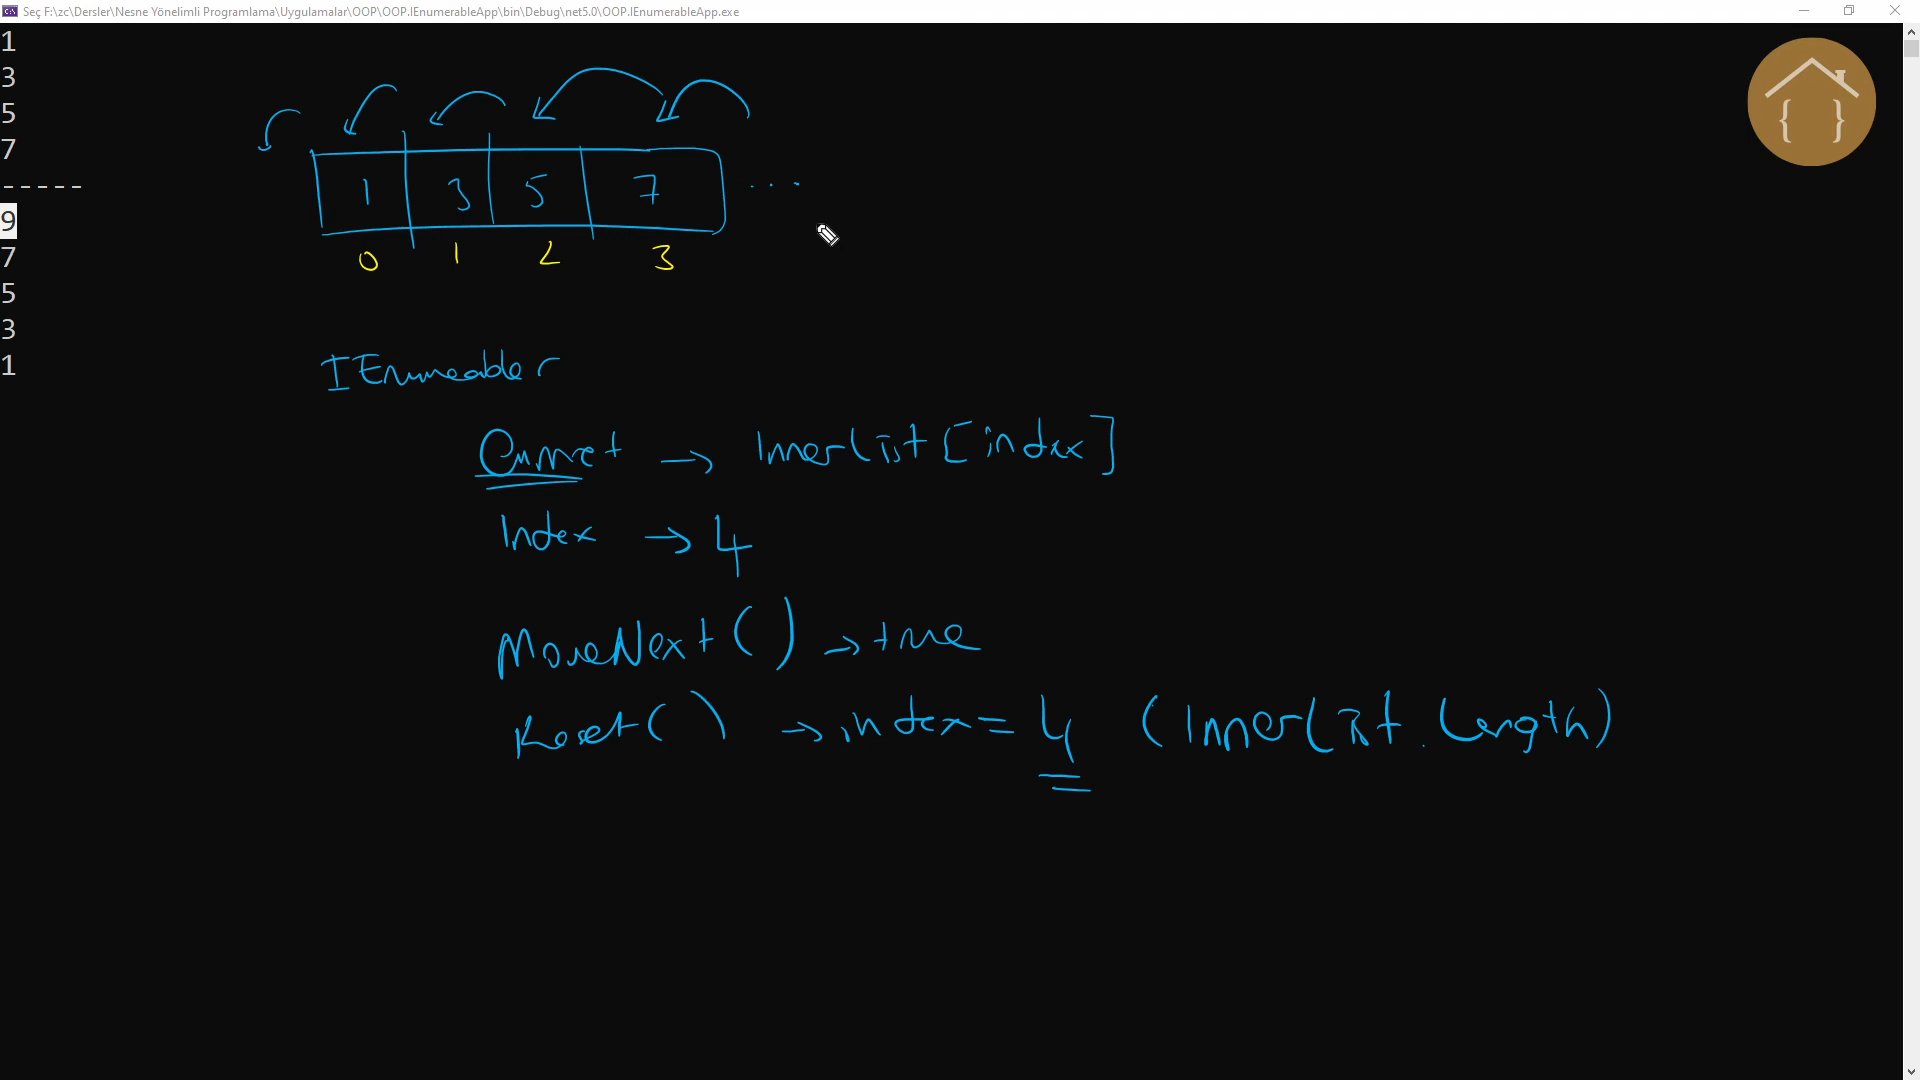 Seç F:\zc\Dersler\Nesne Yönelimli Programlama\Uygulamalar\OOP\OOP.IEnumerableApp\bin\Debug\net5.0\OOP.IEnumerableApp.exe
1
3
5
7
-----
9
7
5
3
1
1 3 5 7 ...
0 1 2 3
IEnumeabler
Current → InnerList[index]
Index → 4
MoveNext() → true
Reset() → index = 4 (InnerList.Length)
{ }